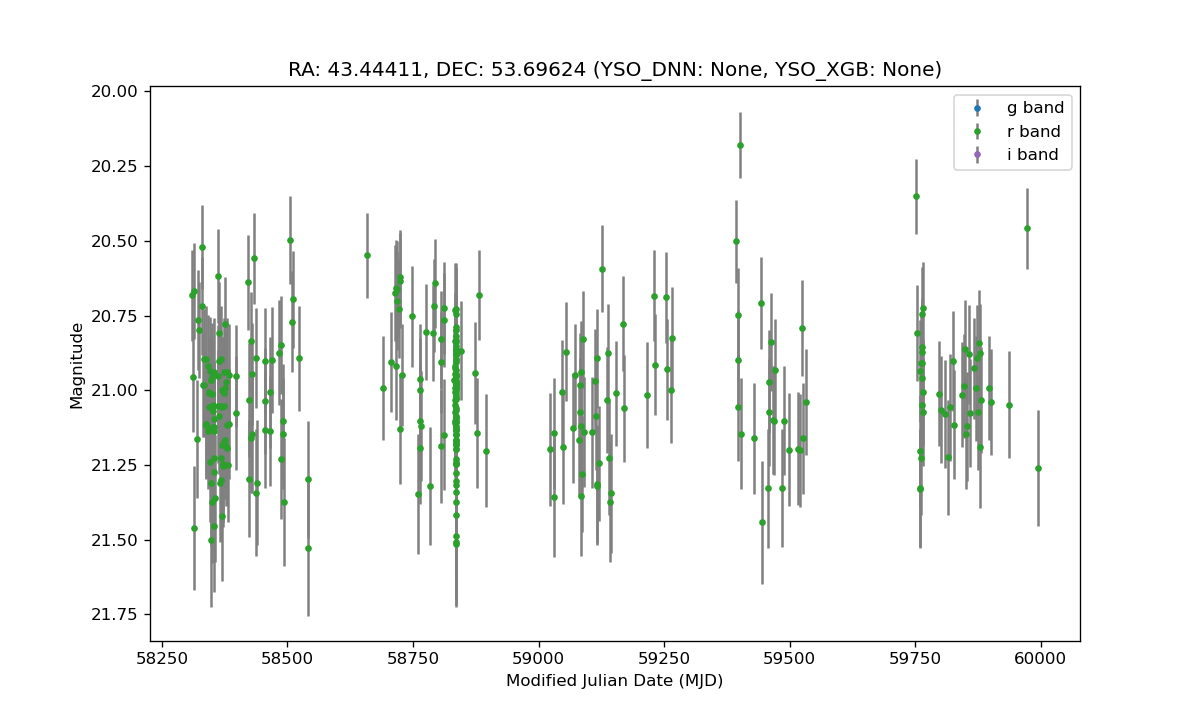 RA: 43.44411, DEC: 53.69624 (YSO_DNN: None, YSO_XGB: None)
g band
r band
i band
20.00
20.25
20.50
20.75
21.00
21.25
21.50
21.75
Magnitude
58250 58500 58750 59000 59250 59500 59750 60000
Modified Julian Date (MJD)